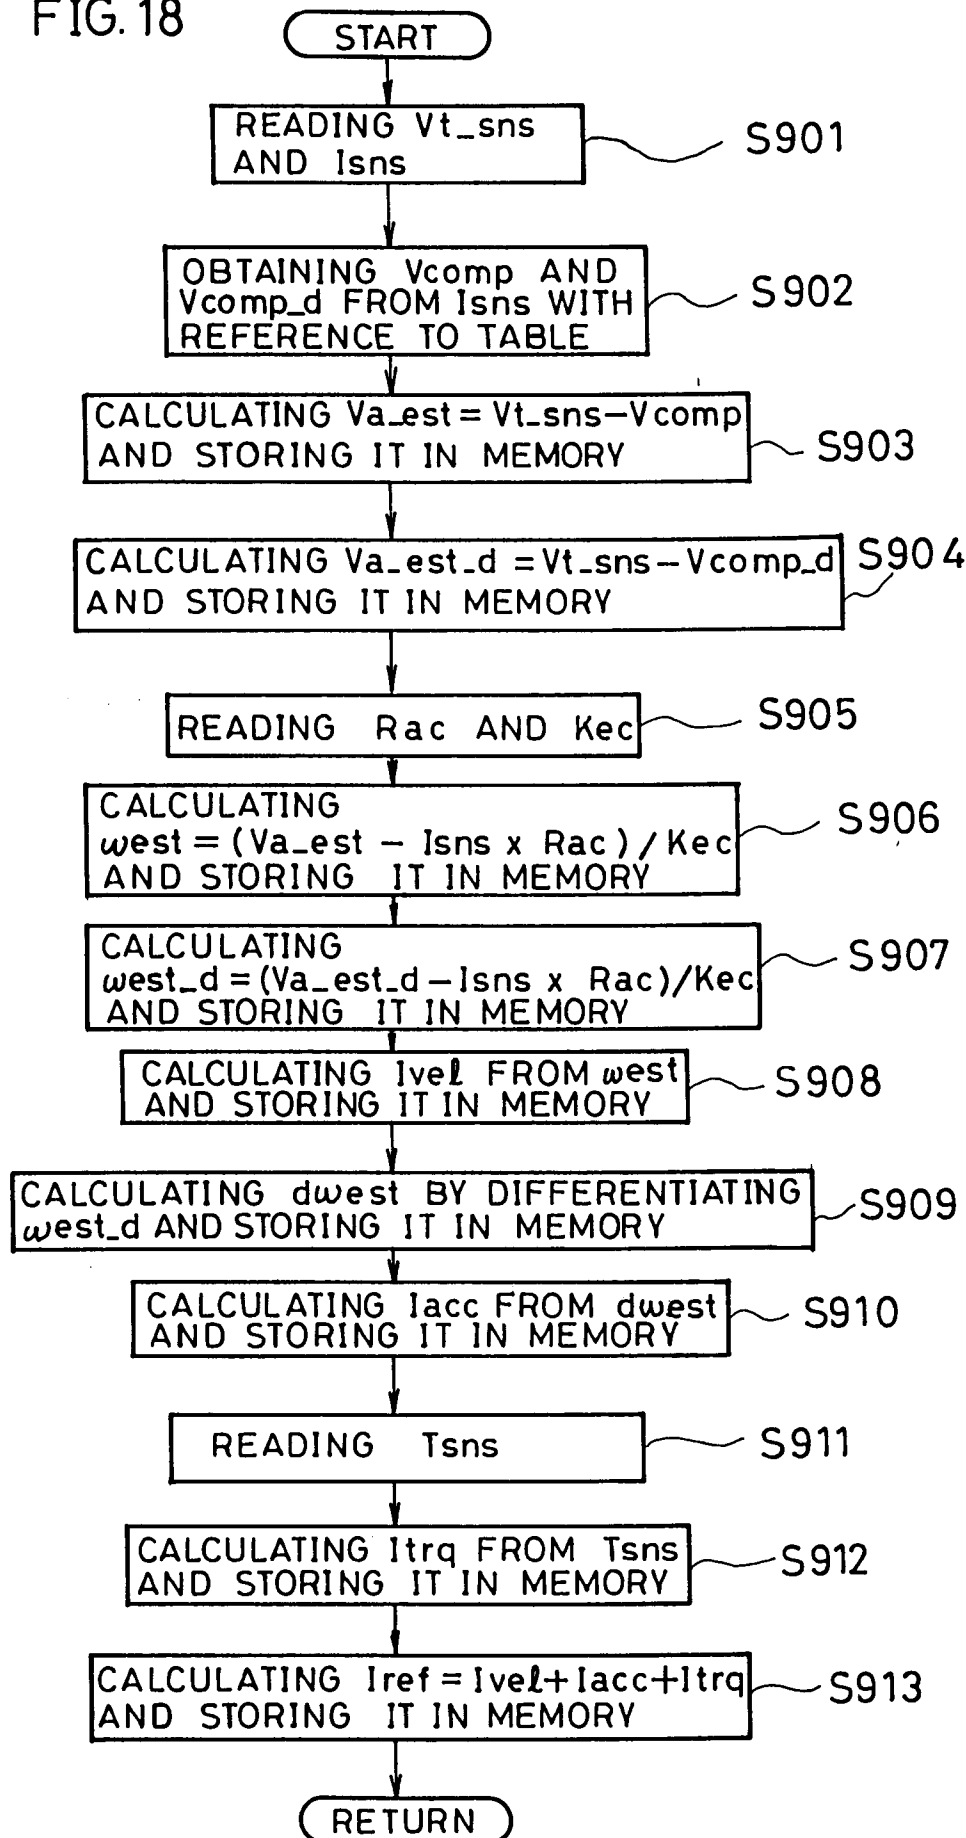 FIG. 18
START
READING Vt_sns
AND Isns
S901
OBTAINING Vcomp AND
Vcomp_d FROM Isns WITH
REFERENCE TO TABLE
S902
CALCULATING Va_est = Vt_sns - Vcomp
AND STORING IT IN MEMORY
S903
CALCULATING Va_est_d = Vt_sns - Vcomp_d
AND STORING IT IN MEMORY
S904
READING Rac AND Kec
S905
CALCULATING
ωest = (Va_est - Isns x Rac) / Kec
AND STORING IT IN MEMORY
S906
CALCULATING
ωest_d = (Va_est_d - Isns x Rac)/Kec
AND STORING IT IN MEMORY
S907
CALCULATING Ivel FROM ωest
AND STORING IT IN MEMORY
S908
CALCULATING dωest BY DIFFERENTIATING
ωest_d AND STORING IT IN MEMORY
S909
CALCULATING Iacc FROM dωest
AND STORING IT IN MEMORY
S910
READING Tsns
S911
CALCULATING Itrq FROM Tsns
AND STORING IT IN MEMORY
S912
CALCULATING Iref = Ivel+Iacc+Itrq
AND STORING IT IN MEMORY
S913
RETURN